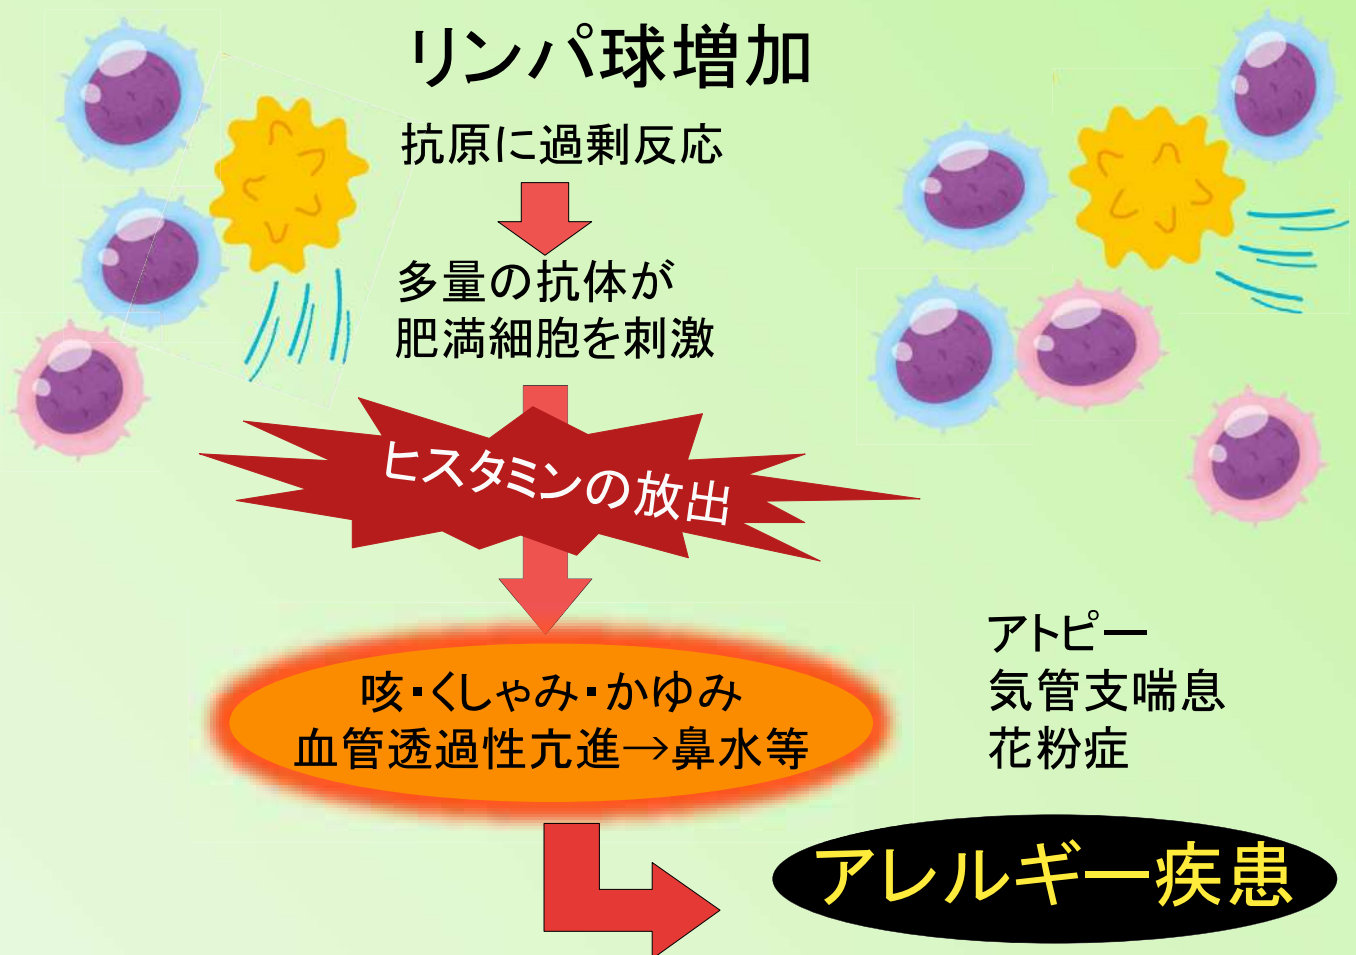 リンパ球増加
抗原に過剰反応
多量の抗体が
肥満細胞を刺激
ヒスタミンの放出
咳・くしゃみ・かゆみ
血管透過性亢進→鼻水等
アトピー
気管支喘息
花粉症
アレルギー疾患